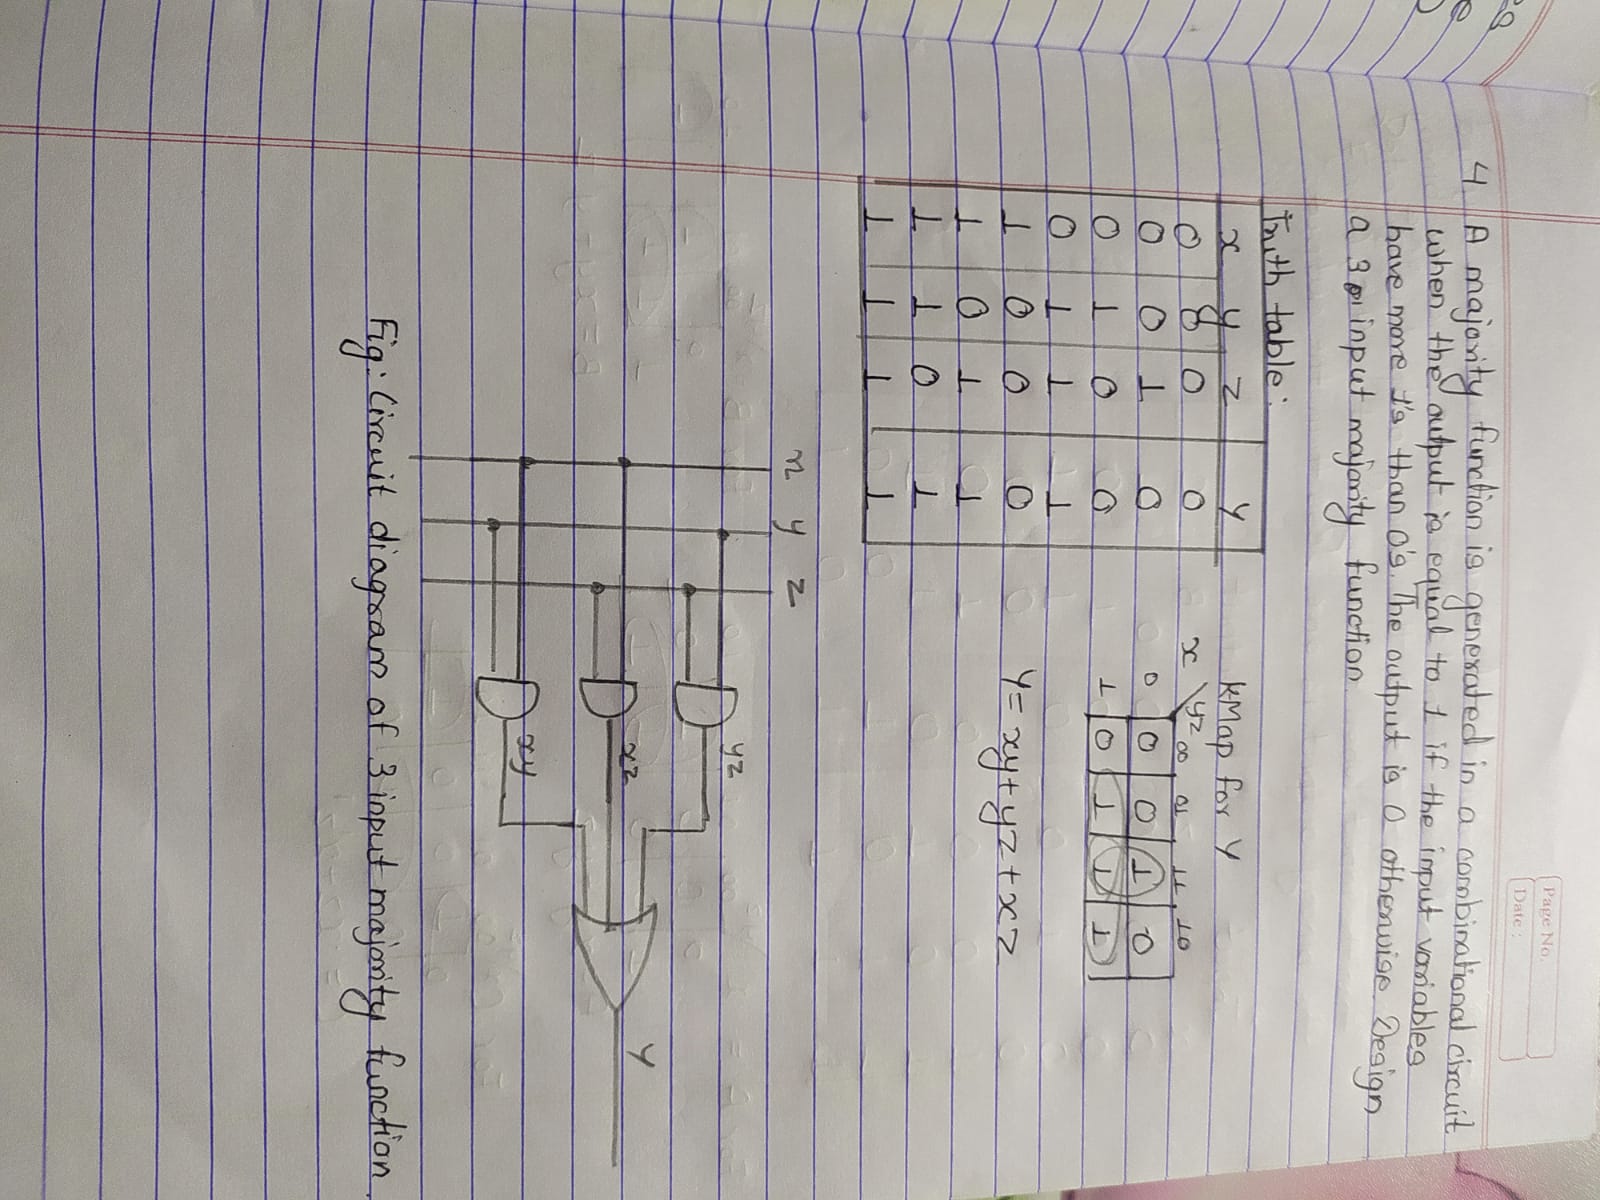 Page No.
Date :
4 A majority function is generated in a combinational circuit
when the output is equal to 1 if the input variables
have more 1's than 0's. The output is 0 otherwise. Design
a 3 input majority function.
Truth table:
x y z Y
0 0 0 0
0 0 1 0
0 1 0 0
0 1 1 1
1 0 0 0
1 0 1 1
1 1 0 1
1 1 1 1
kMap for Y
x \ yz 00 01 11 10
0 0 0 1 0
1 0 1 1 1
Y = xy + yz + xz
x y z
yz
xz
xy
Y
Fig: Circuit diagram of 3 input majority function.